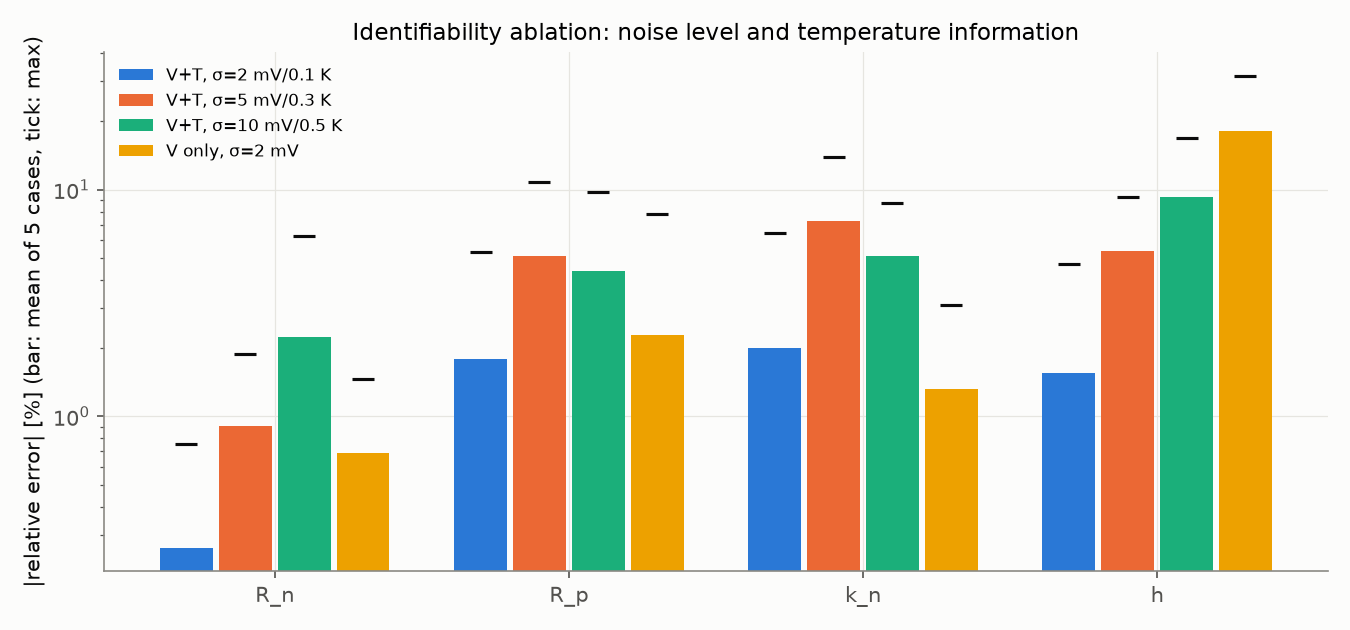 Identifiability ablation: noise level and temperature information
|relative error| [%] (bar: mean of 5 cases, tick: max)
V+T, σ=2 mV/0.1 K
V+T, σ=5 mV/0.3 K
V+T, σ=10 mV/0.5 K
V only, σ=2 mV
10¹
10⁰
R_n
R_p
k_n
h